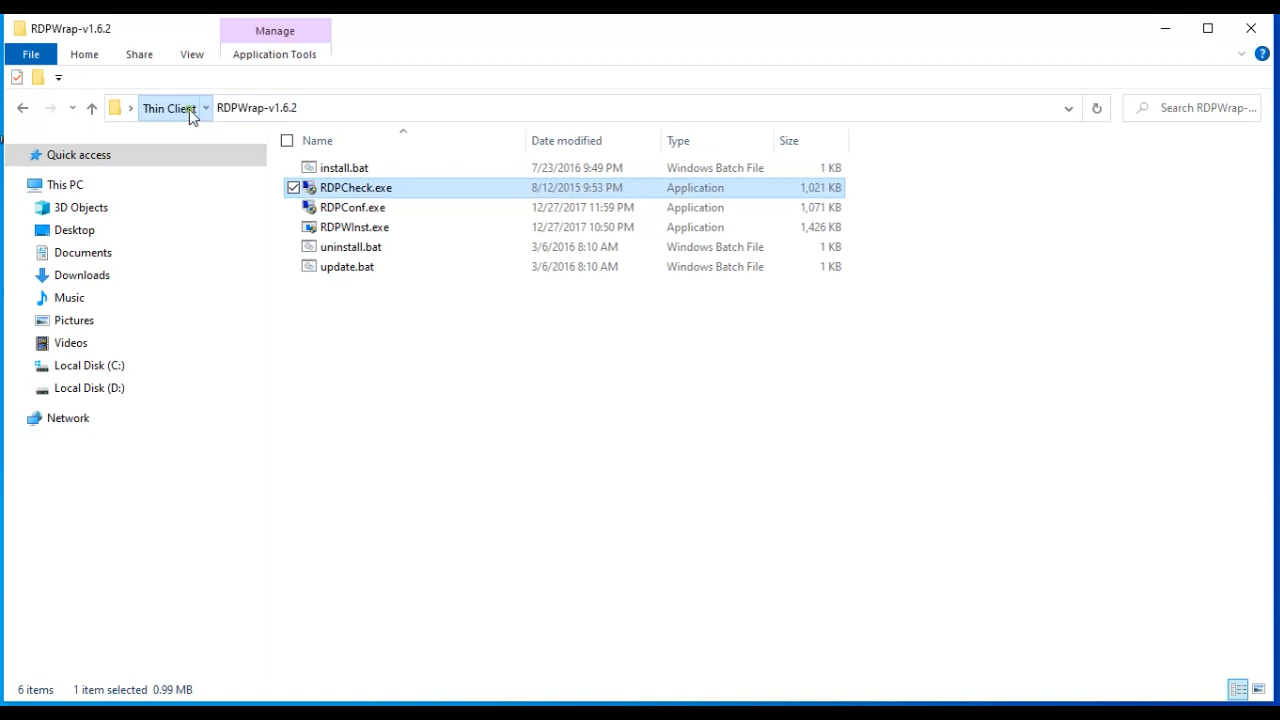 RDPWrap-v1.6.2
Manage
File
Home
Share
View
Application Tools
Thin Client
RDPWrap-v1.6.2
Search RDPWrap-...
Name
Date modified
Type
Size
install.bat 7/23/2016 9:49 PM Windows Batch File 1 KB
RDPCheck.exe 8/12/2015 9:53 PM Application 1,021 KB
RDPConf.exe 12/27/2017 11:59 PM Application 1,071 KB
RDPWInst.exe 12/27/2017 10:50 PM Application 1,426 KB
uninstall.bat 3/6/2016 8:10 AM Windows Batch File 1 KB
update.bat 3/6/2016 8:10 AM Windows Batch File 1 KB
Quick access
This PC
3D Objects
Desktop
Documents
Downloads
Music
Pictures
Videos
Local Disk (C:)
Local Disk (D:)
Network
6 items
1 item selected 0.99 MB